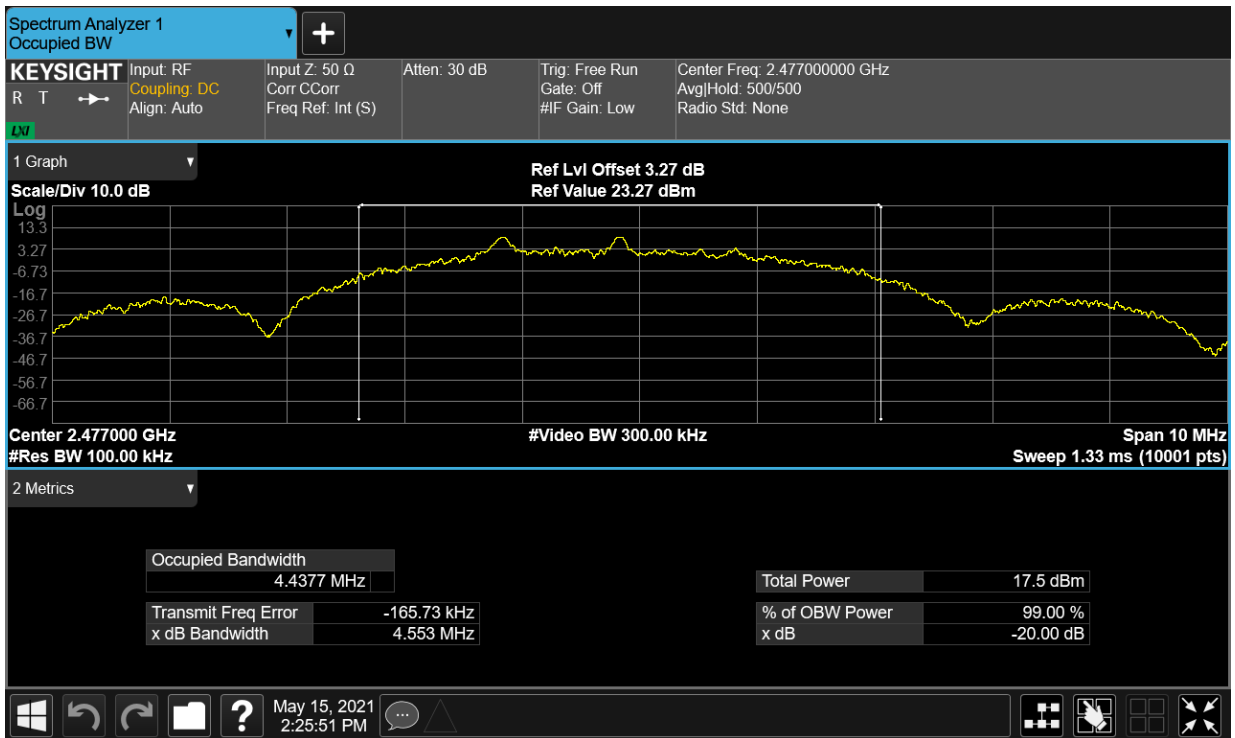 Spectrum Analyzer 1
Occupied BW
KEYSIGHT
R T
LXI
Input: RF
Coupling: DC
Align: Auto
Input Z: 50 Ω
Corr CCorr
Freq Ref: Int (S)
Atten: 30 dB
Trig: Free Run
Gate: Off
#IF Gain: Low
Center Freq: 2.477000000 GHz
Avg|Hold: 500/500
Radio Std: None
1 Graph
Scale/Div 10.0 dB
Ref Lvl Offset 3.27 dB
Ref Value 23.27 dBm
Log
13.3
3.27
-6.73
-16.7
-26.7
-36.7
-46.7
-56.7
-66.7
Center 2.477000 GHz
#Res BW 100.00 kHz
#Video BW 300.00 kHz
Span 10 MHz
Sweep 1.33 ms (10001 pts)
2 Metrics
Occupied Bandwidth
4.4377 MHz
Transmit Freq Error -165.73 kHz
x dB Bandwidth 4.553 MHz
Total Power 17.5 dBm
% of OBW Power 99.00 %
x dB -20.00 dB
?
May 15, 2021
2:25:51 PM